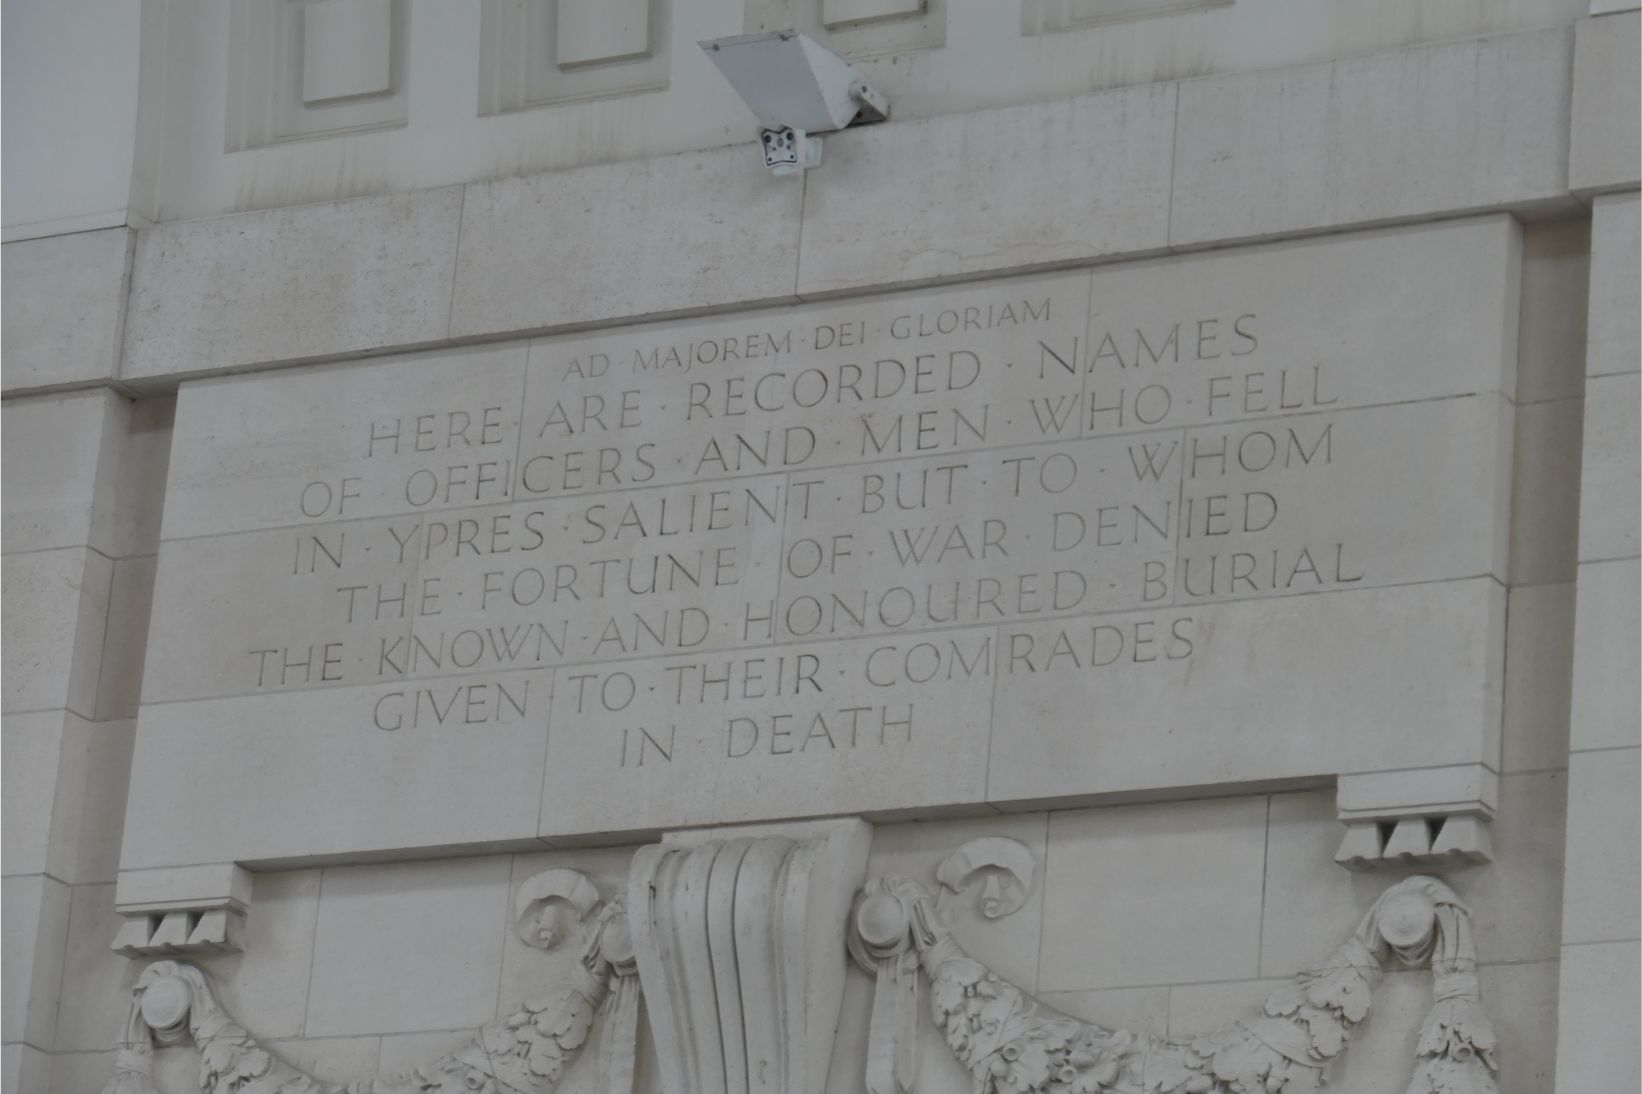 AD · MAJOREM · DEI · GLORIAM
HERE · ARE · RECORDED · NAMES
OF · OFFICERS · AND · MEN · WHO · FELL
IN · YPRES · SALIENT · BUT · TO · WHOM
THE · FORTUNE · OF · WAR · DENIED
THE · KNOWN · AND · HONOURED · BURIAL
GIVEN · TO · THEIR · COMRADES
IN · DEATH